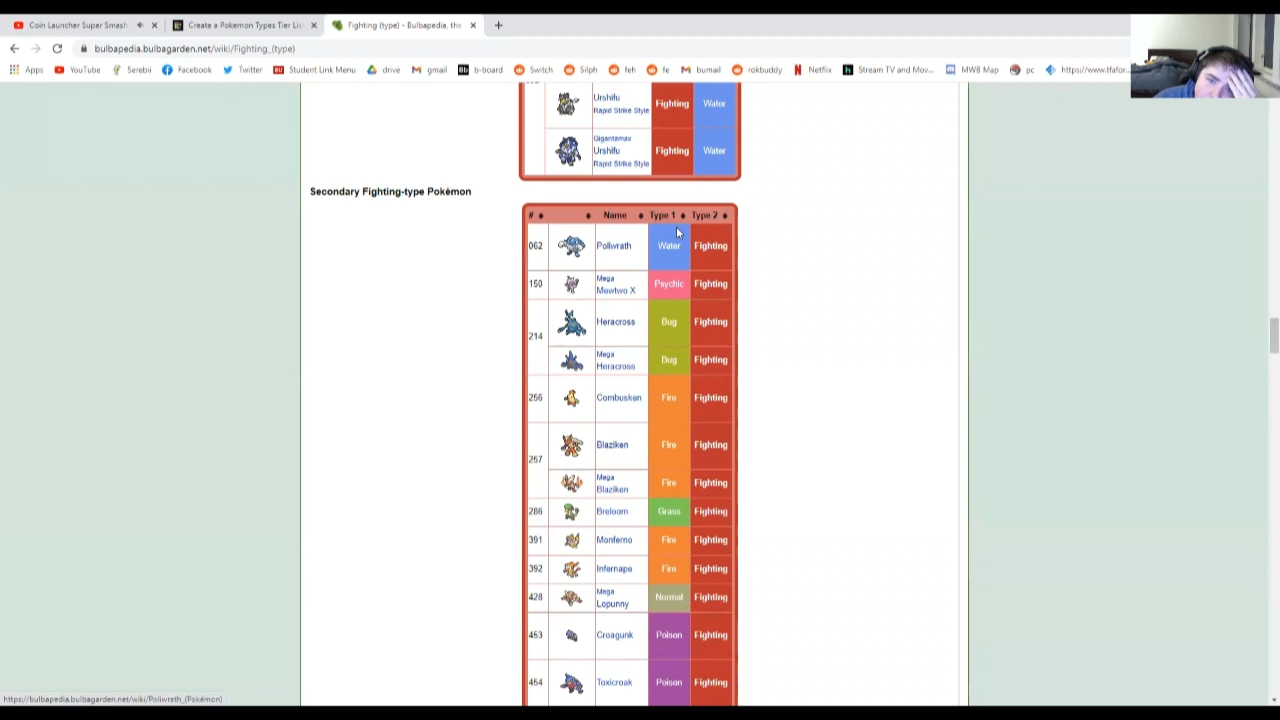 Coin Launcher Super Smash
Create a Pokemon Types Tier Lis
Fighting (type) - Bulbapedia, the
bulbapedia.bulbagarden.net/wiki/Fighting_(type)
Apps YouTube Serebii Facebook Twitter Student Link Menu drive gmail b-board Switch Silph feh fe bumail rokbuddy Netflix Stream TV and Mov... MWB Map pc https://www.tfafor...
Urshifu Fighting Water
Rapid Strike Style
Gigantamax
Urshifu Fighting Water
Rapid Strike Style
Secondary Fighting-type Pokémon
# Name Type 1 Type 2
062 Poliwrath Water Fighting
150 Mega Mewtwo X Psychic Fighting
214 Heracross Bug Fighting
Mega Heracross Bug Fighting
256 Combusken Fire Fighting
257 Blaziken Fire Fighting
Mega Blaziken Fire Fighting
286 Breloom Grass Fighting
391 Monferno Fire Fighting
392 Infernape Fire Fighting
428 Mega Lopunny Normal Fighting
453 Croagunk Poison Fighting
454 Toxicroak Poison Fighting
https://bulbapedia.bulbagarden.net/wiki/Poliwrath_(Pokémon)